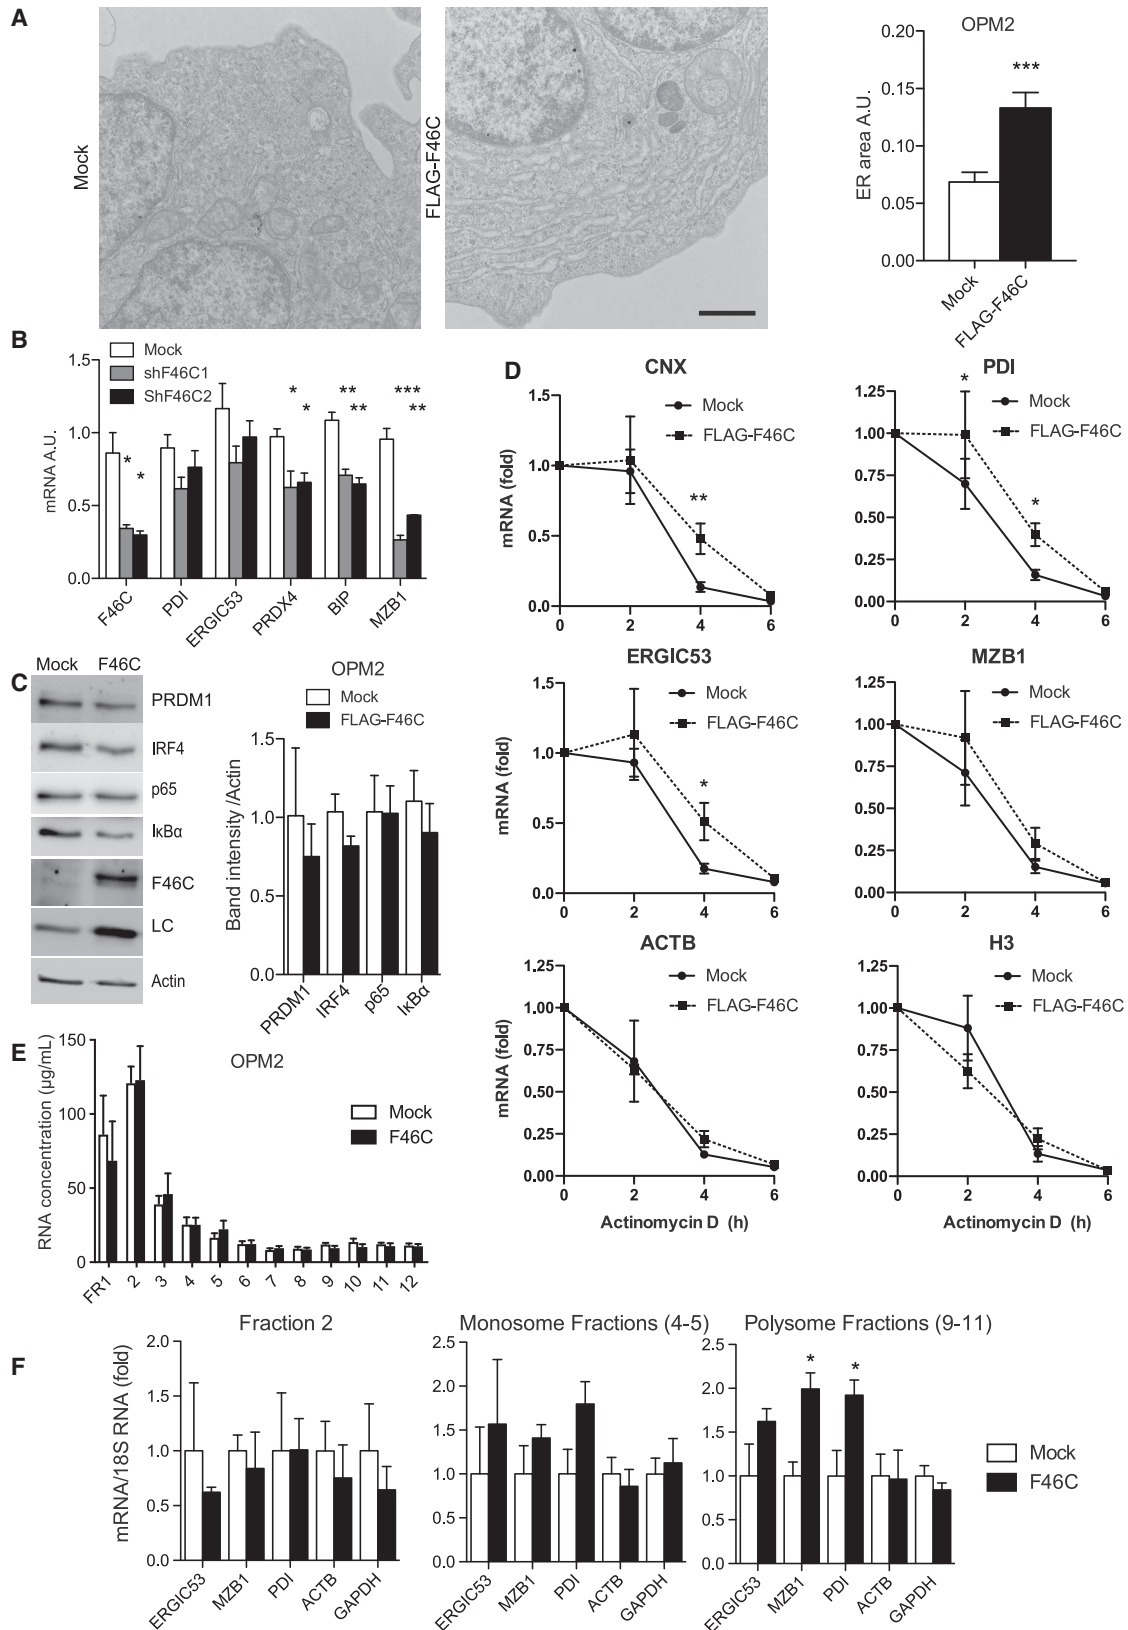 A
Mock
FLAG-F46C
OPM2
ER area A.U.
0.20
0.15
0.10
0.05
0.00
***
Mock
FLAG-F46C
B
Mock
shF46C1
ShF46C2
mRNA A.U.
1.5
1.0
0.5
0.0
* *
* *
** **
*** **
F46C
PDI
ERGIC53
PRDX4
BIP
MZB1
C
Mock F46C
PRDM1
IRF4
p65
IκBα
F46C
LC
Actin
OPM2
Mock
FLAG-F46C
Band intensity /Actin
1.5
1.0
0.5
0.0
PRDM1
IRF4
p65
IκBα
D
CNX
Mock
FLAG-F46C
mRNA (fold)
1.5
1.0
0.5
0.0
**
0 2 4 6
PDI
Mock
FLAG-F46C
1.25
1.00
0.75
0.50
0.25
0.00
*
*
0 2 4 6
ERGIC53
Mock
FLAG-F46C
mRNA (fold)
1.5
1.0
0.5
0.0
*
0 2 4 6
MZB1
Mock
FLAG-F46C
1.25
1.00
0.75
0.50
0.25
0.00
0 2 4 6
ACTB
Mock
FLAG-F46C
mRNA (fold)
1.25
1.00
0.75
0.50
0.25
0.00
0 2 4 6
Actinomycin D (h)
H3
Mock
FLAG-F46C
1.25
1.00
0.75
0.50
0.25
0.00
0 2 4 6
Actinomycin D (h)
E
OPM2
Mock
F46C
RNA concentration (μg/mL)
150
100
50
0
FR1 2 3 4 5 6 7 8 9 10 11 12
F
Fraction 2
mRNA/18S RNA (fold)
2.0
1.5
1.0
0.5
0.0
ERGIC53
MZB1
PDI
ACTB
GAPDH
Monosome Fractions (4-5)
2.5
2.0
1.5
1.0
0.5
0.0
ERGIC53
MZB1
PDI
ACTB
GAPDH
Polysome Fractions (9-11)
2.5
2.0
1.5
1.0
0.5
0.0
*
*
ERGIC53
MZB1
PDI
ACTB
GAPDH
Mock
F46C